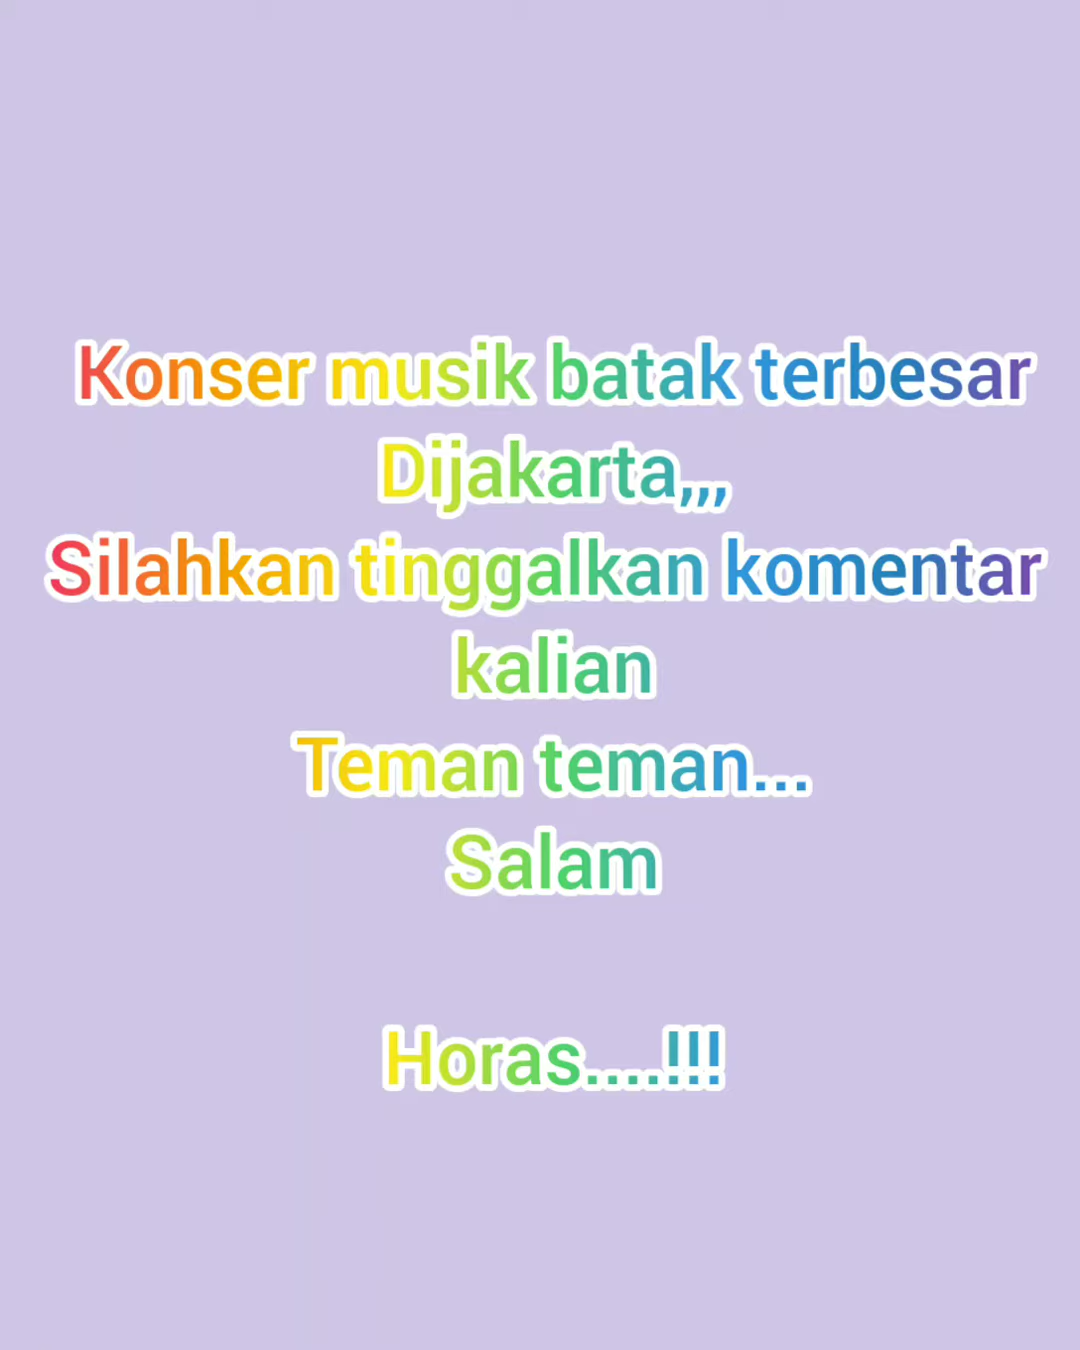 Konser musik batak terbesar
Dijakarta,,,
Silahkan tinggalkan komentar
kalian
Teman teman...
Salam
Horas....!!!